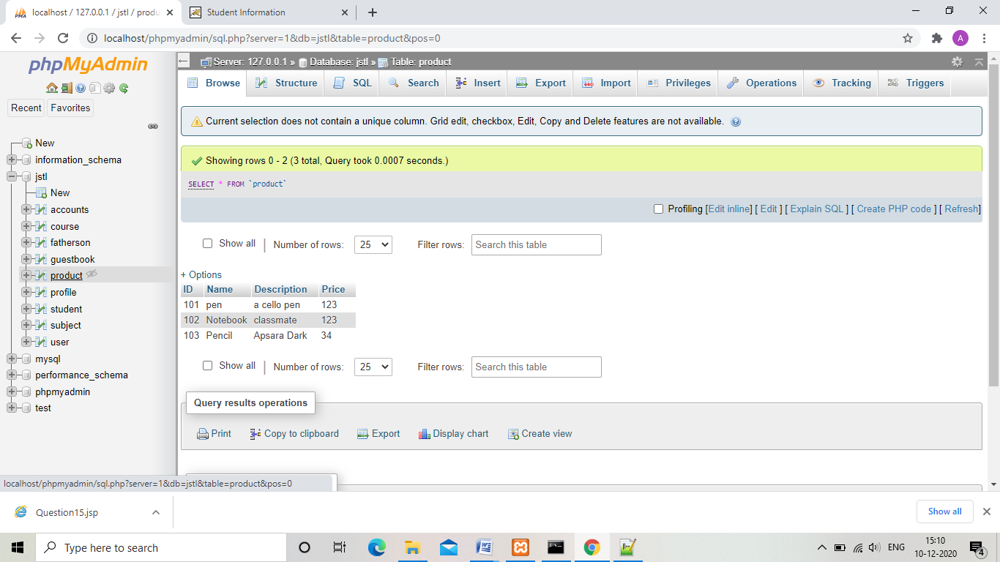 localhost / 127.0.0.1 / jstl / produ
Student Information
localhost/phpmyadmin/sql.php?server=1&db=jstl&table=product&pos=0
A
phpMyAdmin
Recent Favorites
New
information_schema
jstl
New
accounts
course
fatherson
guestbook
product
profile
student
subject
user
mysql
performance_schema
phpmyadmin
test
Server: 127.0.0.1 » Database: jstl » Table: product
Browse Structure SQL Search Insert Export Import Privileges Operations Tracking Triggers
Current selection does not contain a unique column. Grid edit, checkbox, Edit, Copy and Delete features are not available.
Showing rows 0 - 2 (3 total, Query took 0.0007 seconds.)
SELECT * FROM `product`
Profiling [Edit inline] [ Edit ] [ Explain SQL ] [ Create PHP code ] [ Refresh]
Show all | Number of rows: 25 Filter rows: Search this table
+ Options
ID Name Description Price
101 pen a cello pen 123
102 Notebook classmate 123
103 Pencil Apsara Dark 34
Show all | Number of rows: 25 Filter rows: Search this table
Query results operations
Print Copy to clipboard Export Display chart Create view
localhost/phpmyadmin/sql.php?server=1&db=jstl&table=product&pos=0
Question15.jsp
Show all
Type here to search
ENG
15:10
10-12-2020
4